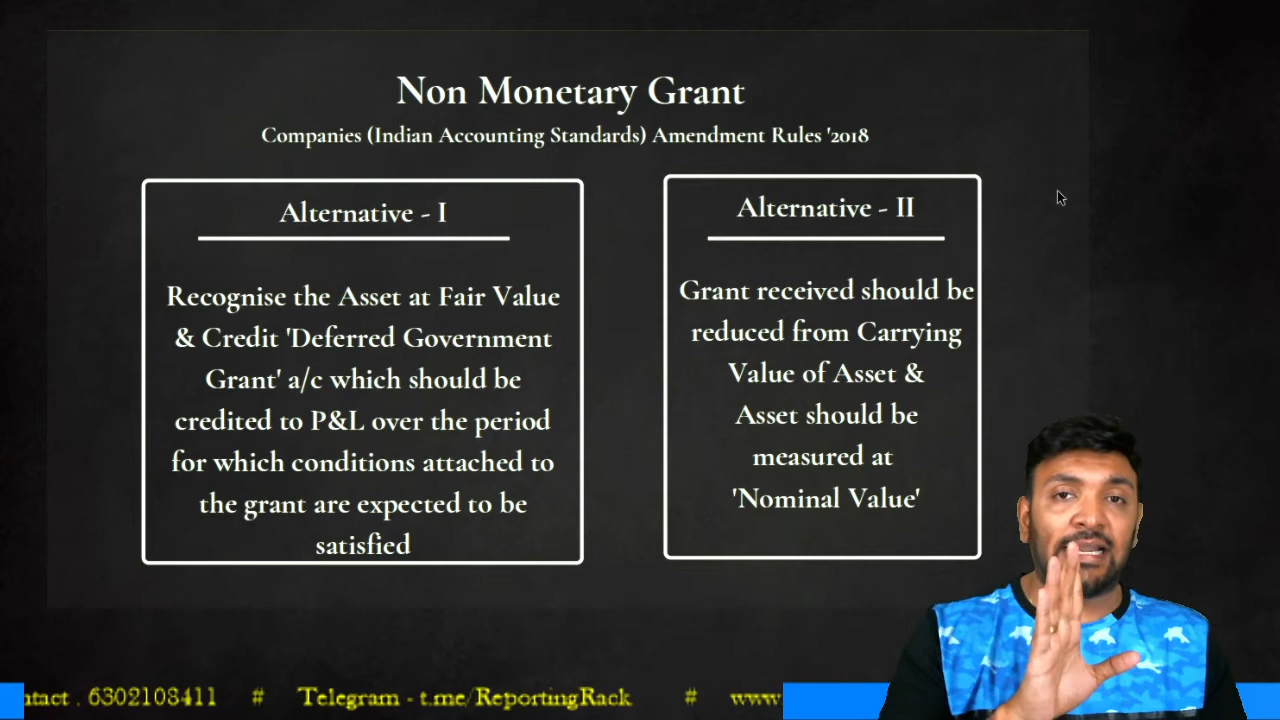 Non Monetary Grant
Companies (Indian Accounting Standards) Amendment Rules '2018
Alternative - I
Recognise the Asset at Fair Value
& Credit 'Deferred Government
Grant' a/c which should be
credited to P&L over the period
for which conditions attached to
the grant are expected to be
satisfied
Alternative - II
Grant received should be
reduced from Carrying
Value of Asset &
Asset should be
measured at
'Nominal Value'
ntact . 6302108411 # Telegram - t.me/ReportingRack # www